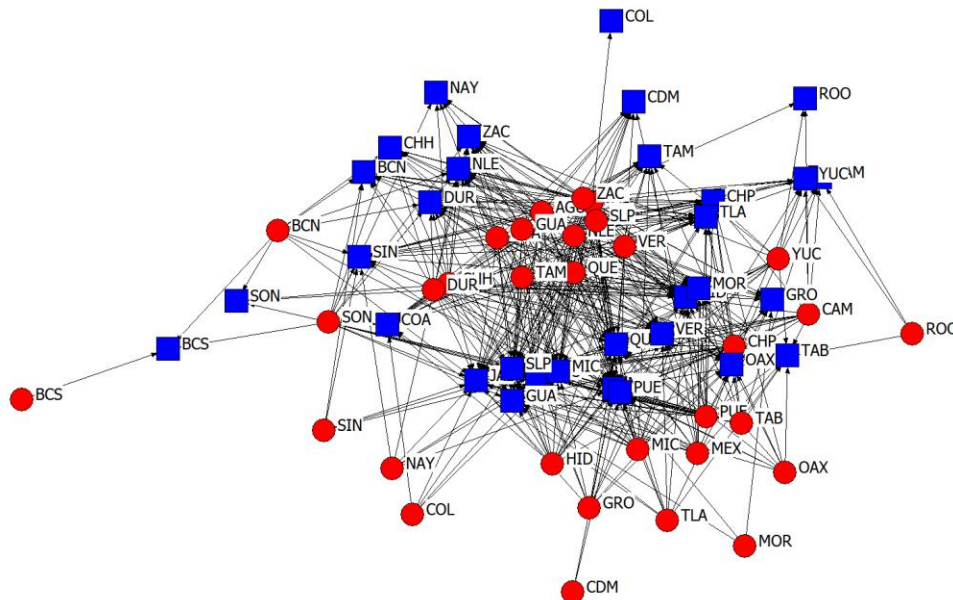 COL
NAY
CDM
ROO
ZAC
CHH
TAM
NLE
BCN
YUC
ZAC
CHP
DUR
TLA
SLP
GUA
BCN
VER
SIN
YUC
QUE
TAM
MOR
DUR
SON
GRO
CAM
SON
COA
VER
ROO
CHP
BCS
TAB
SLP
MIC
OAX
BCS
GUA
PUE
PUE
TAB
SIN
MIC
MEX
NAY
HID
OAX
COL
GRO
TLA
MOR
CDM